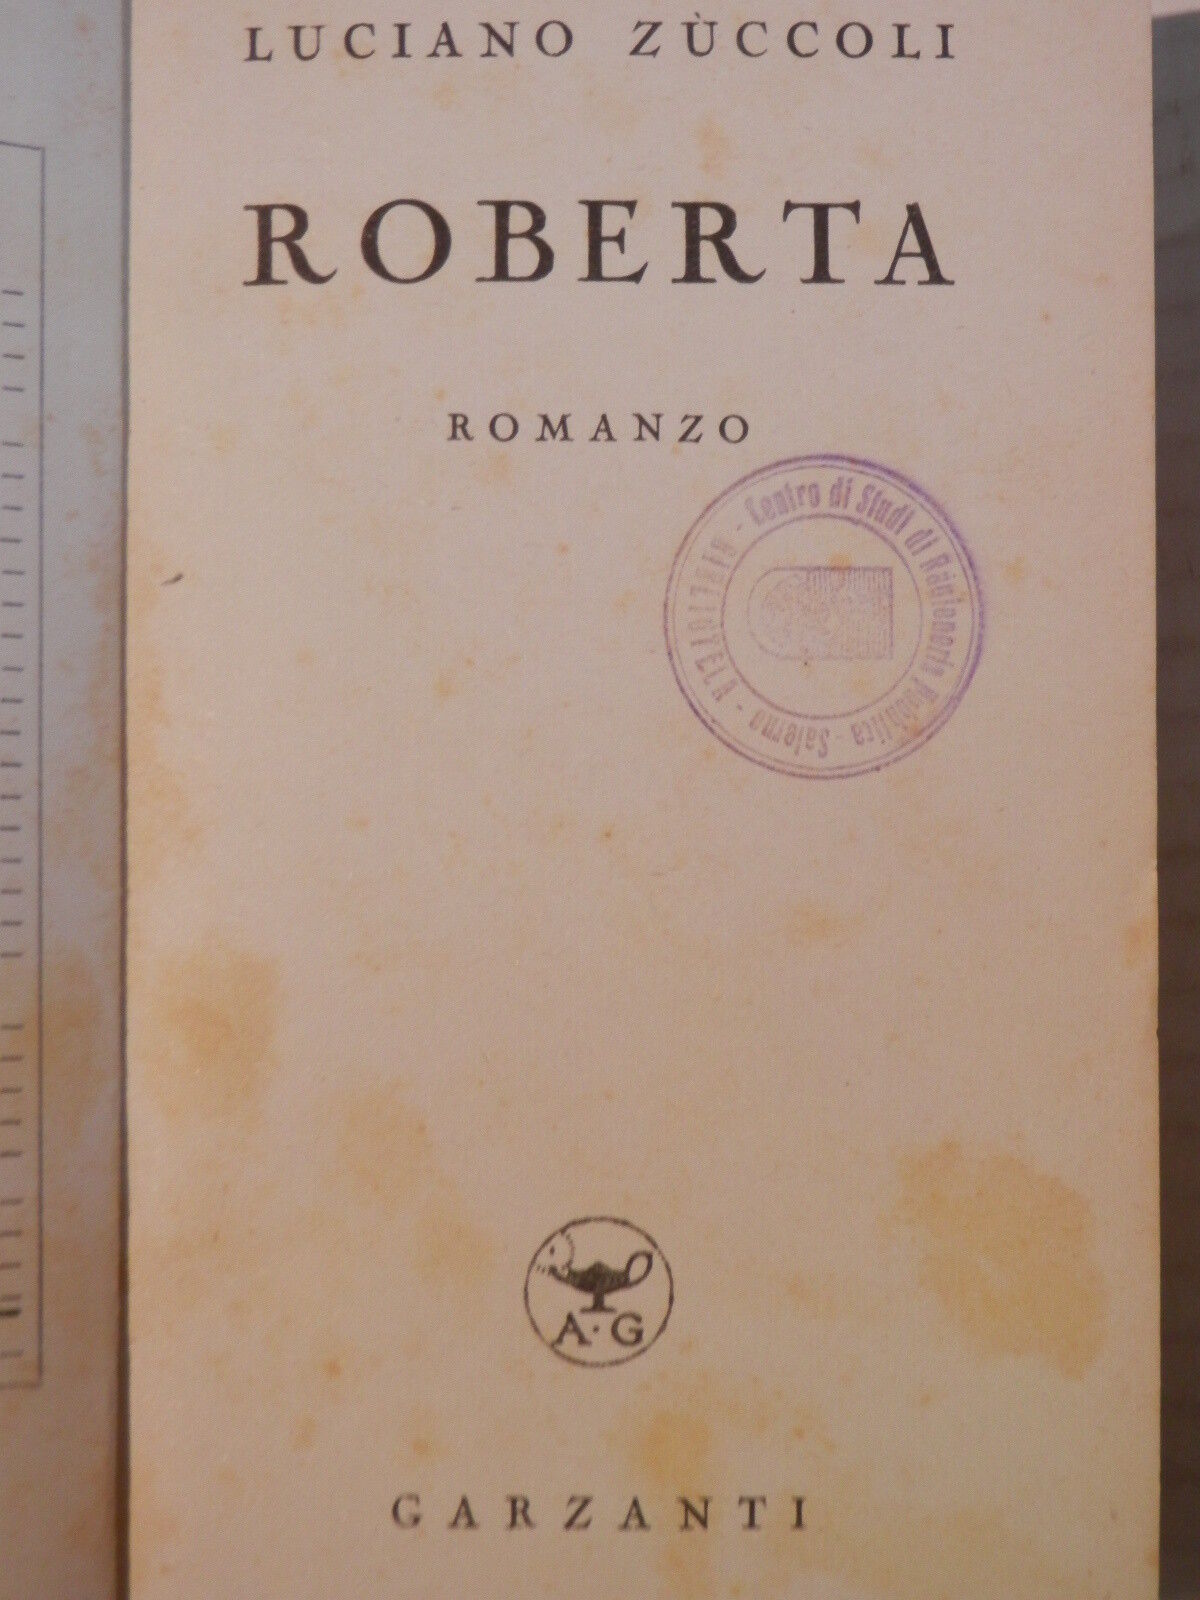 LUCIANO ZÙCCOLI
ROBERTA
ROMANZO
Centro di Studi di Ragioneria Pubblica - Salerno -
A·G
GARZANTI